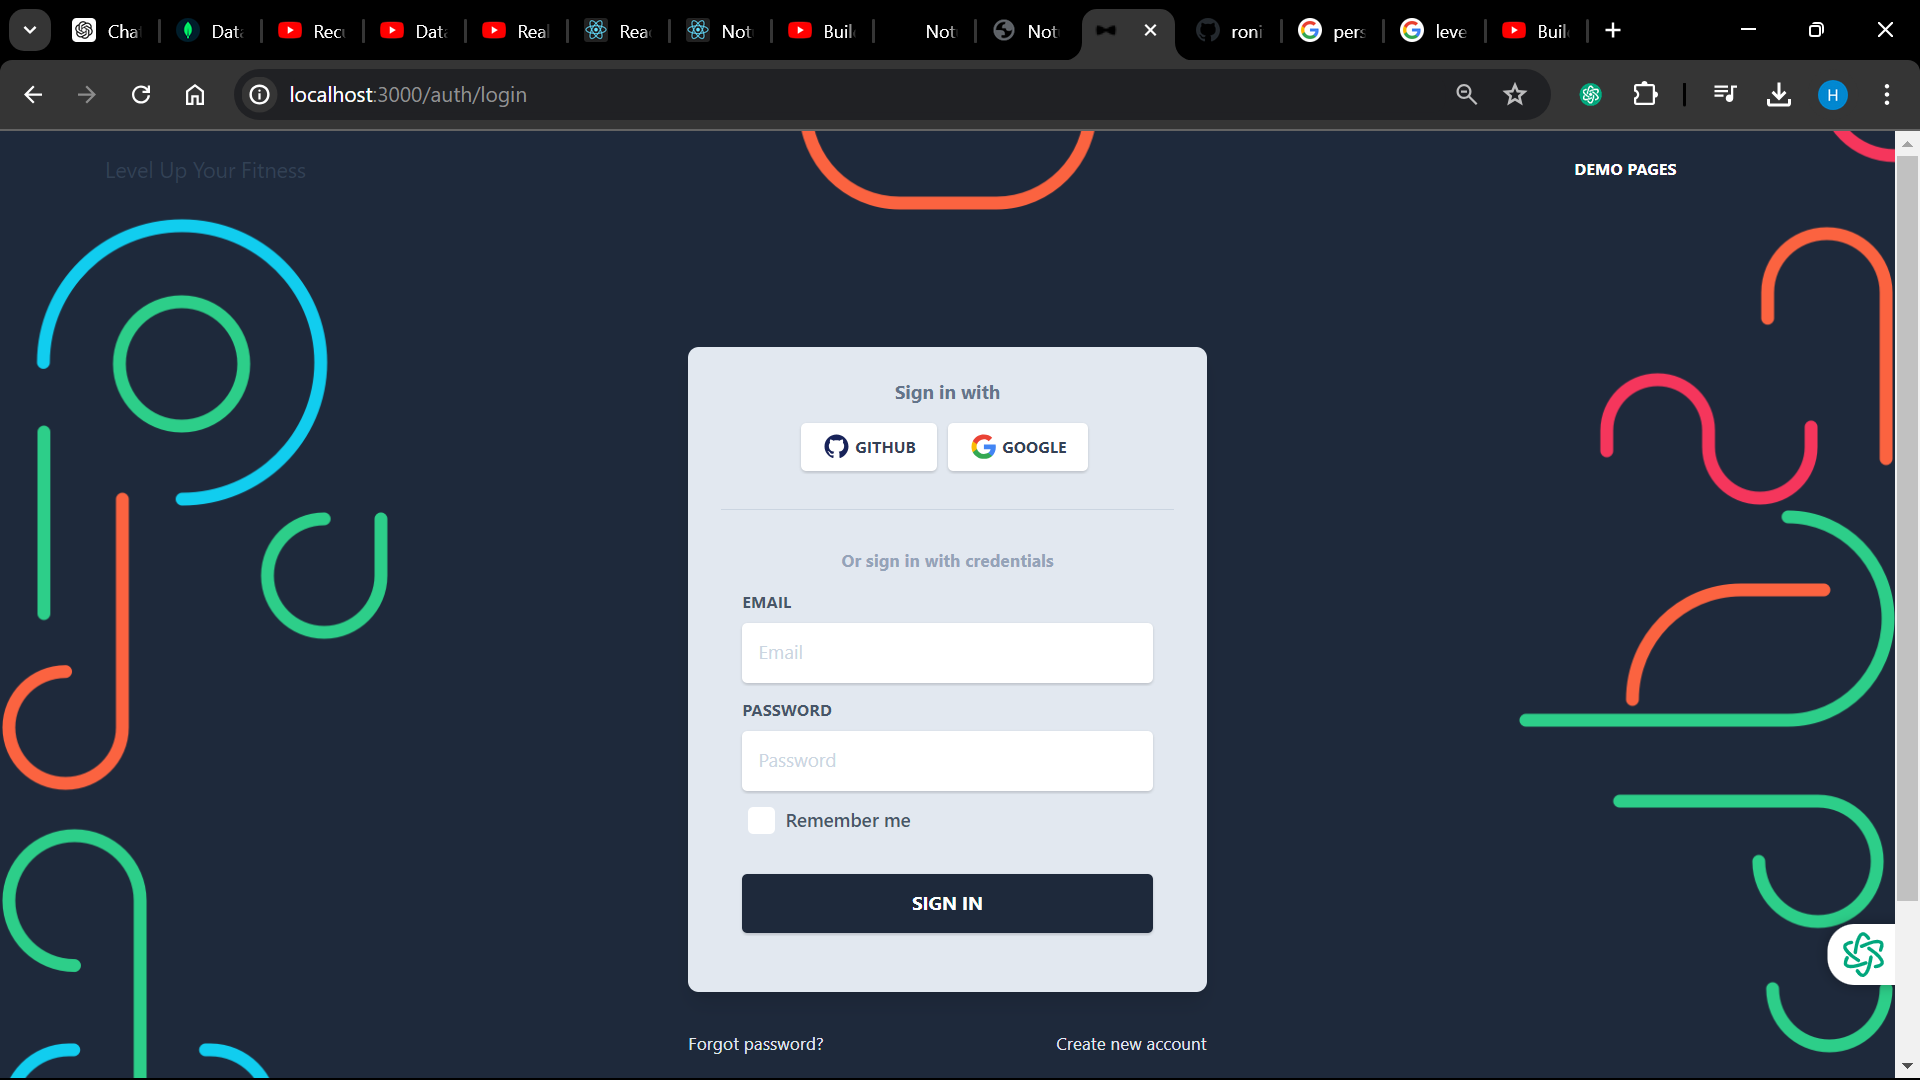 Cha Data Rec Data Real Rea Not Buil Not Not roni pers leve Buil
localhost:3000/auth/login
H
Level Up Your Fitness
DEMO PAGES
Sign in with
GITHUB GOOGLE
Or sign in with credentials
EMAIL
Email
PASSWORD
Password
Remember me
SIGN IN
Forgot password? Create new account